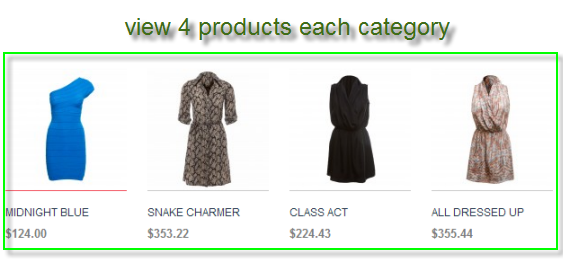 view 4 products each category
MIDNIGHT BLUE
SNAKE CHARMER
CLASS ACT
ALL DRESSED UP
$124.00
$353.22
$224.43
$355.44